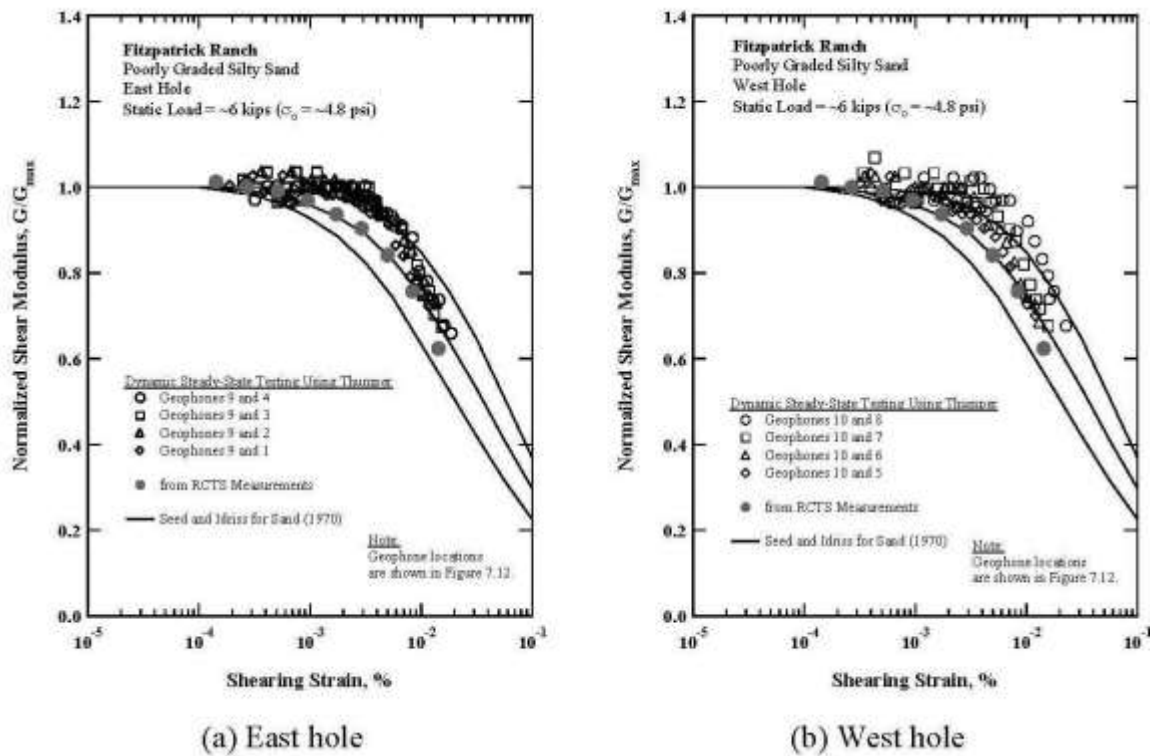 Fitzpatrick Ranch
Poorly Graded Silty Sand
East Hole
Static Load = ~6 kips (σo = ~4.8 psi)
Normalized Shear Modulus, G/Gmax
1.4
1.2
1.0
0.8
0.6
0.4
0.2
0.0
Dynamic Steady-State Testing Using Thumper
Geophones 9 and 4
Geophones 9 and 3
Geophones 9 and 2
Geophones 9 and 1
from RCTS Measurements
Seed and Idriss for Sand (1970)
Note:
Geophone locations
are shown in Figure 7.12.
10-5 10-4 10-3 10-2 10-1
Shearing Strain, %
(a) East hole
Fitzpatrick Ranch
Poorly Graded Silty Sand
West Hole
Static Load = ~6 kips (σo = ~4.8 psi)
Normailzed Shear Modulus, G/Gmax
1.4
1.2
1.0
0.8
0.6
0.4
0.2
0.0
Dynamic Steady-State Testing Using Thumper
Geophones 10 and 8
Geophones 10 and 7
Geophones 10 and 6
Geophones 10 and 5
from RCTS Measurements
Seed and Idriss for Sand (1970)
Note:
Geophone locations
are shown in Figure 7.12.
10-5 10-4 10-3 10-2 10-1
Shearing Strain, %
(b) West hole